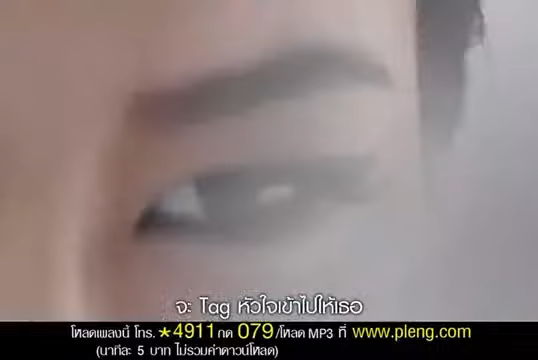 จะ Tag หัวใจเข้าไปให้เธอ
โหลดเพลงนี้ โทร. ★4911 กด 079 /โหลด MP3 ที่ www.pleng.com
(นาทีละ 5 บาท ไม่รวมค่าดาวน์โหลด)